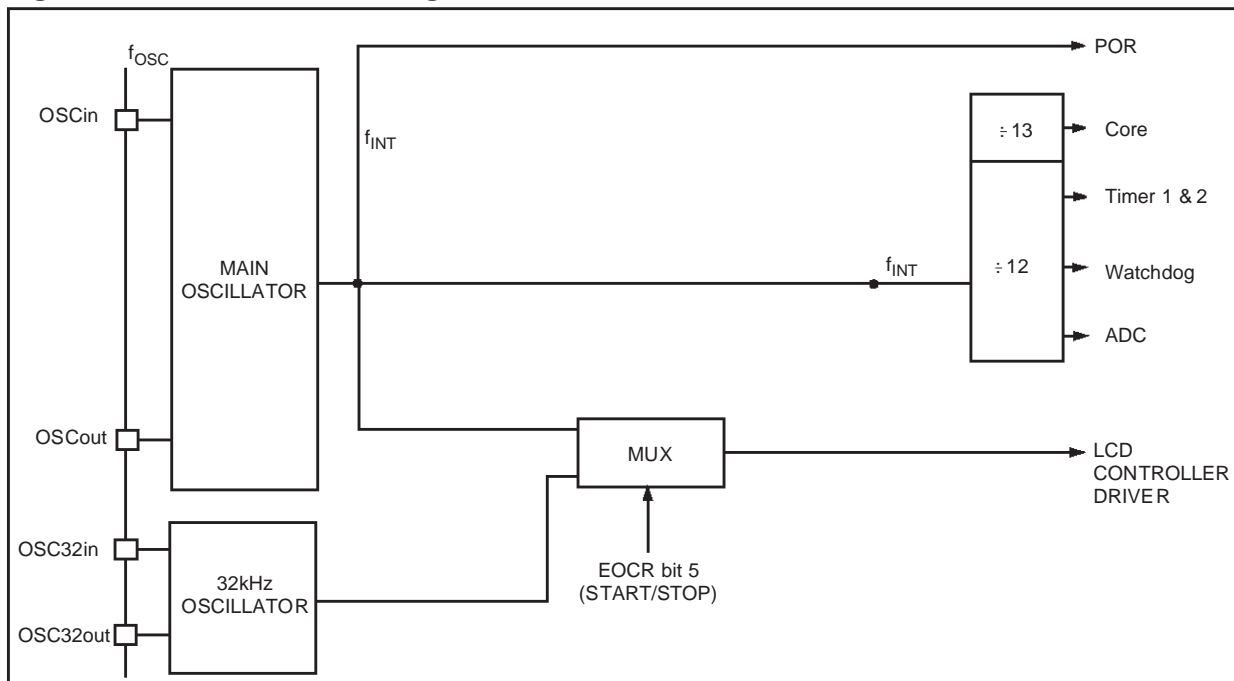 fOSC
POR
OSCin
÷13
Core
fINT
Timer 1 & 2
MAIN
OSCILLATOR
fINT
÷12
Watchdog
ADC
OSCout
MUX
LCD
CONTROLLER
DRIVER
OSC32in
32kHz
OSCILLATOR
EOCR bit 5
(START/STOP)
OSC32out